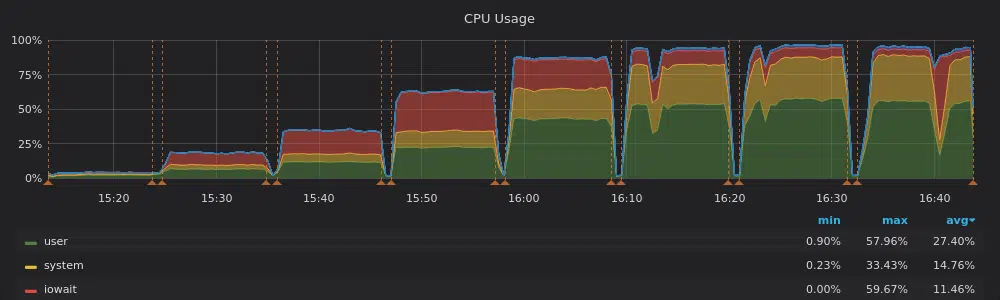 CPU Usage
100%
75%
50%
25%
0%
15:20 15:30 15:40 15:50 16:00 16:10 16:20 16:30 16:40
min max avg
user 0.90% 57.96% 27.40%
system 0.23% 33.43% 14.76%
iowait 0.00% 59.67% 11.46%